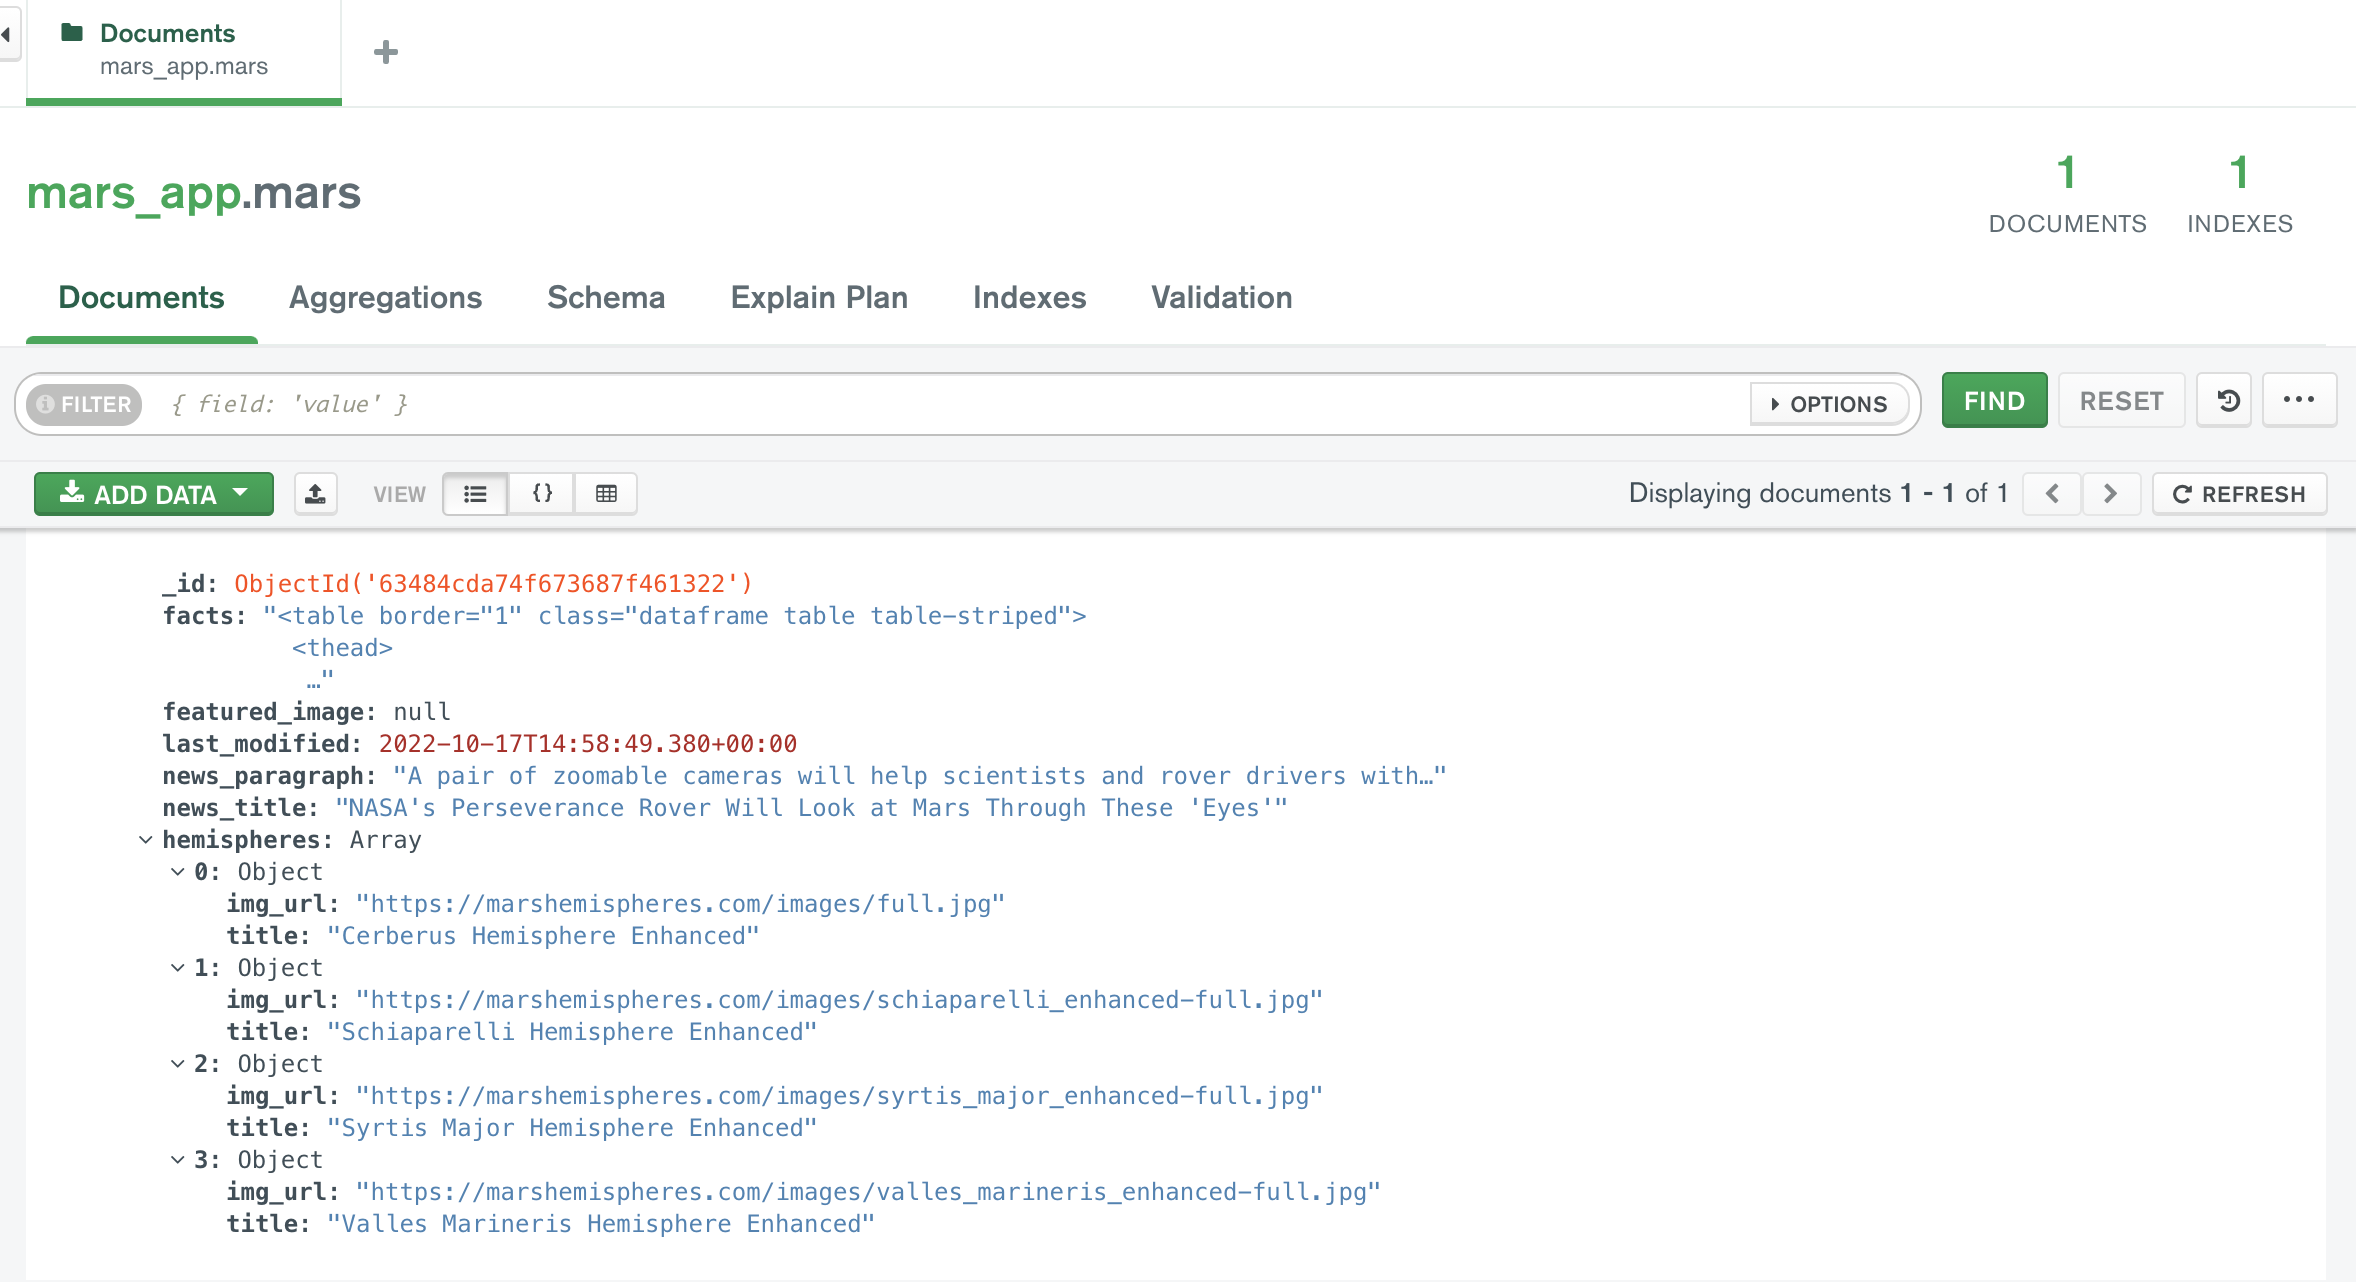 Documents
mars_app.mars
mars_app.mars
1 DOCUMENTS
1 INDEXES
Documents Aggregations Schema Explain Plan Indexes Validation
FILTER { field: 'value' } OPTIONS FIND RESET
ADD DATA VIEW {} Displaying documents 1 - 1 of 1 REFRESH
_id: ObjectId('63484cda74f673687f461322')
facts: "<table border="1" class="dataframe table table-striped">
<thead>
…"
featured_image: null
last_modified: 2022-10-17T14:58:49.380+00:00
news_paragraph: "A pair of zoomable cameras will help scientists and rover drivers with…"
news_title: "NASA's Perseverance Rover Will Look at Mars Through These 'Eyes'"
hemispheres: Array
0: Object
img_url: "https://marshemispheres.com/images/full.jpg"
title: "Cerberus Hemisphere Enhanced"
1: Object
img_url: "https://marshemispheres.com/images/schiaparelli_enhanced-full.jpg"
title: "Schiaparelli Hemisphere Enhanced"
2: Object
img_url: "https://marshemispheres.com/images/syrtis_major_enhanced-full.jpg"
title: "Syrtis Major Hemisphere Enhanced"
3: Object
img_url: "https://marshemispheres.com/images/valles_marineris_enhanced-full.jpg"
title: "Valles Marineris Hemisphere Enhanced"